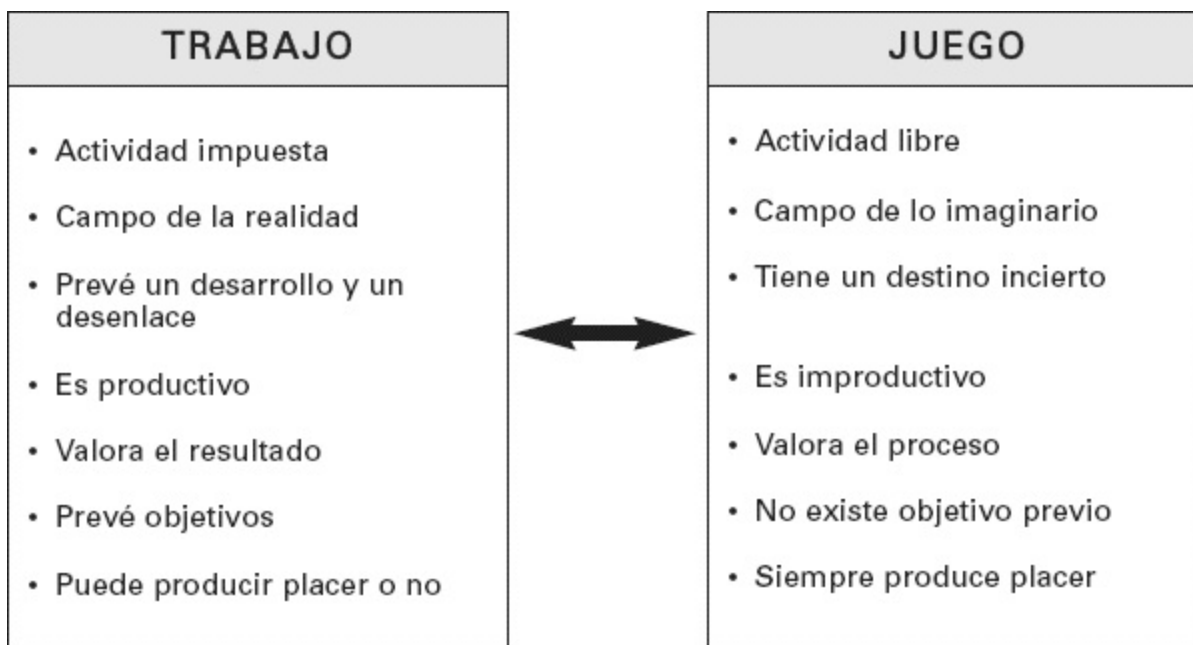 TRABAJO
• Actividad impuesta
• Campo de la realidad
• Prevé un desarrollo y un
desenlace
• Es productivo
• Valora el resultado
• Prevé objetivos
• Puede producir placer o no
JUEGO
• Actividad libre
• Campo de lo imaginario
• Tiene un destino incierto
• Es improductivo
• Valora el proceso
• No existe objetivo previo
• Siempre produce placer